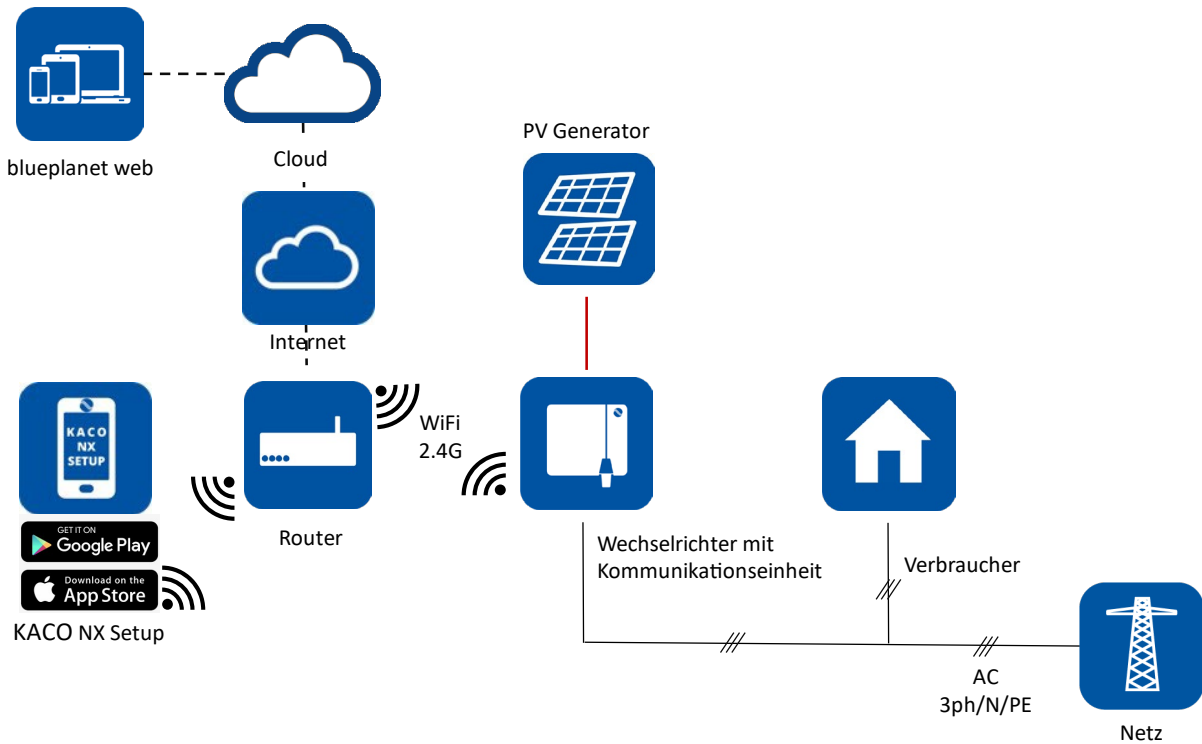 blueplanet web
Cloud
PV Generator
Internet
KACO
NX
SETUP
WiFi
2.4G
Router
GET IT ON
Google Play
Download on the
App Store
KACO NX Setup
Wechselrichter mit
Kommunikationseinheit
Verbraucher
AC
3ph/N/PE
Netz